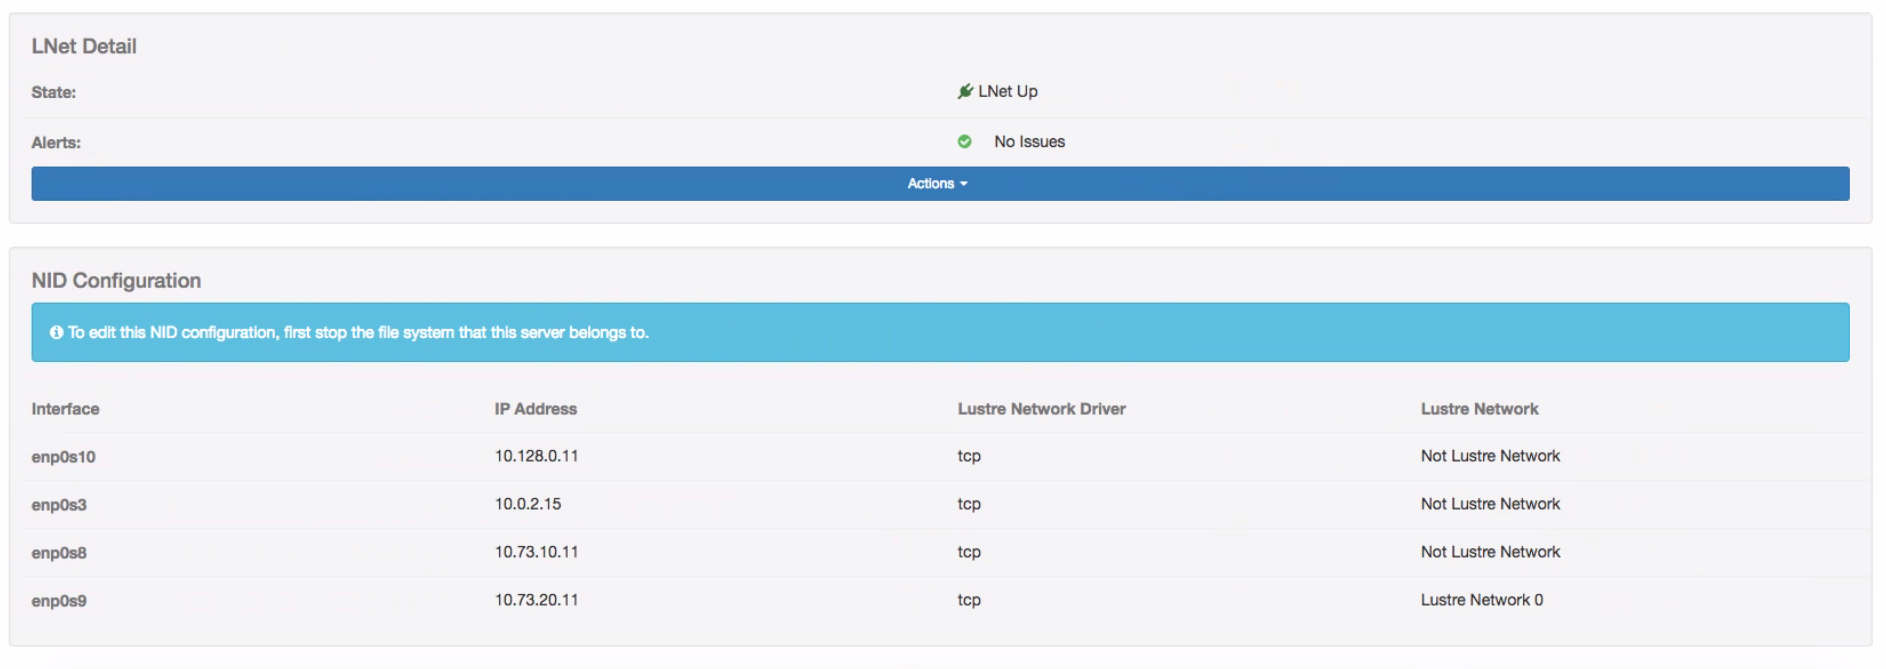 LNet Detail
State: LNet Up
Alerts: No Issues
Actions
NID Configuration
To edit this NID configuration, first stop the file system that this server belongs to.
Interface IP Address Lustre Network Driver Lustre Network
enp0s10 10.128.0.11 tcp Not Lustre Network
enp0s3 10.0.2.15 tcp Not Lustre Network
enp0s8 10.73.10.11 tcp Not Lustre Network
enp0s9 10.73.20.11 tcp Lustre Network 0